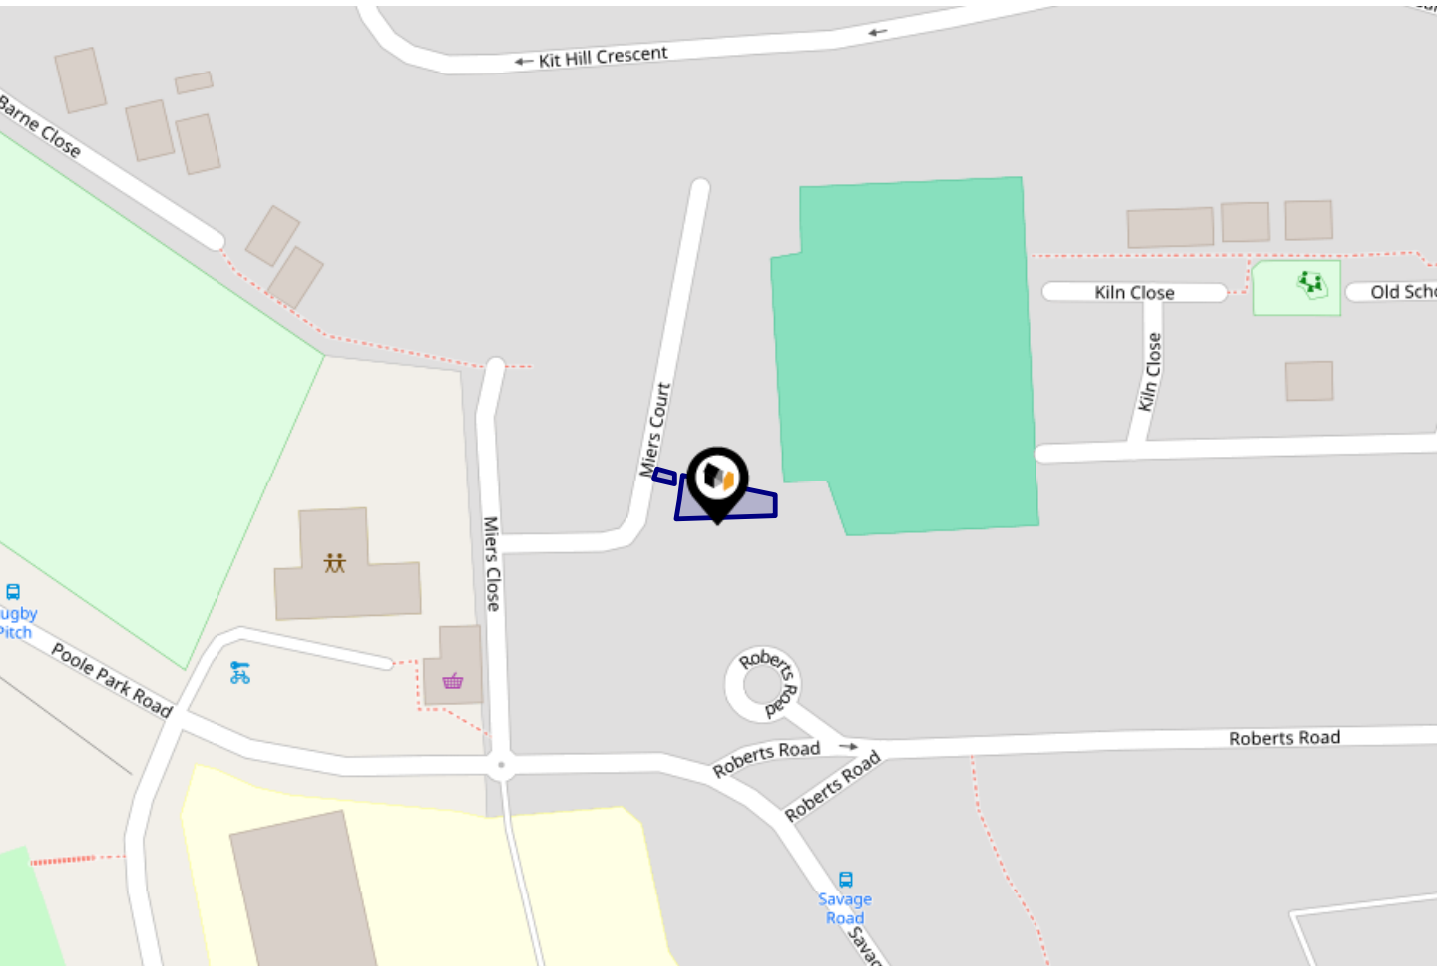 Kit Hill Crescent
Barne Close
Kiln Close
Old Scho
Kiln Close
Miers Court
Miers Close
ugby
Pitch
Poole Park Road
Roberts Road
Roberts Road
Roberts Road
Roberts Road
Savage
Road
Savag